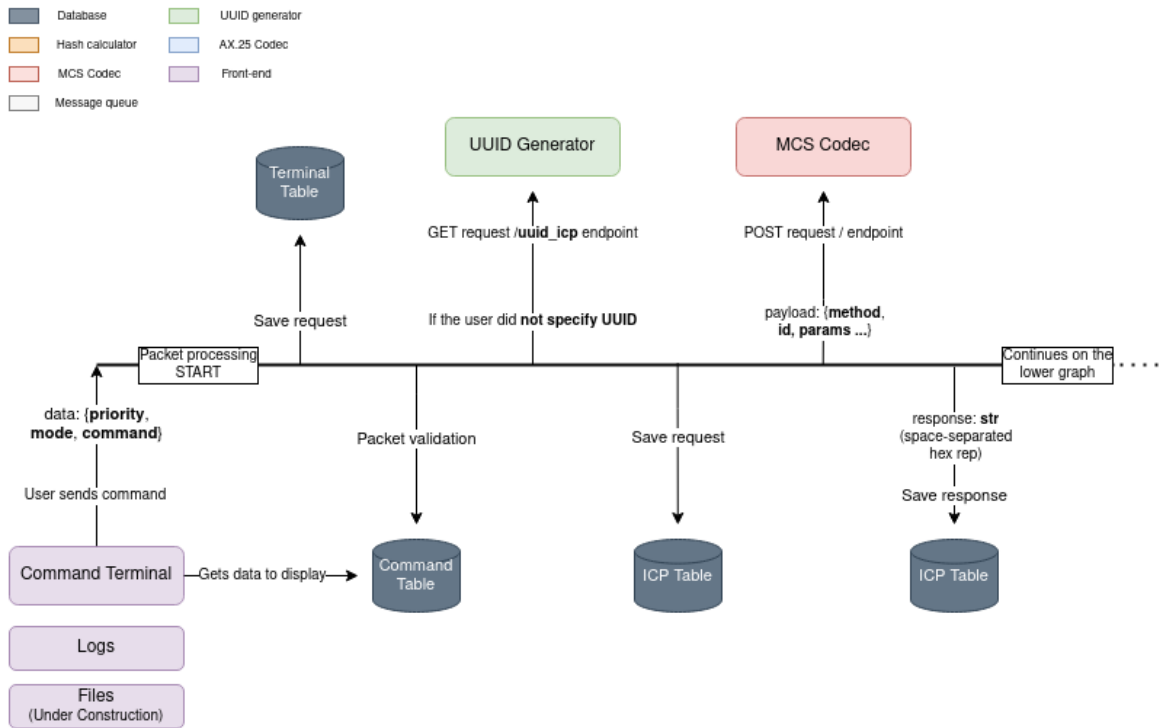 Database
UUID generator
Hash calculator
AX.25 Codec
MCS Codec
Front-end
Message queue
UUID Generator
MCS Codec
Terminal
Table
GET request /uuid_icp endpoint
POST request / endpoint
Save request
If the user did not specify UUID
payload: {method,
id, params ...}
Packet processing
START
Continues on the
lower graph
data: {priority,
mode, command}
Packet validation
Save request
response: str
(space-separated
hex rep)
User sends command
Save response
Command Terminal
Gets data to display
Command
Table
ICP Table
ICP Table
Logs
Files
(Under Construction)